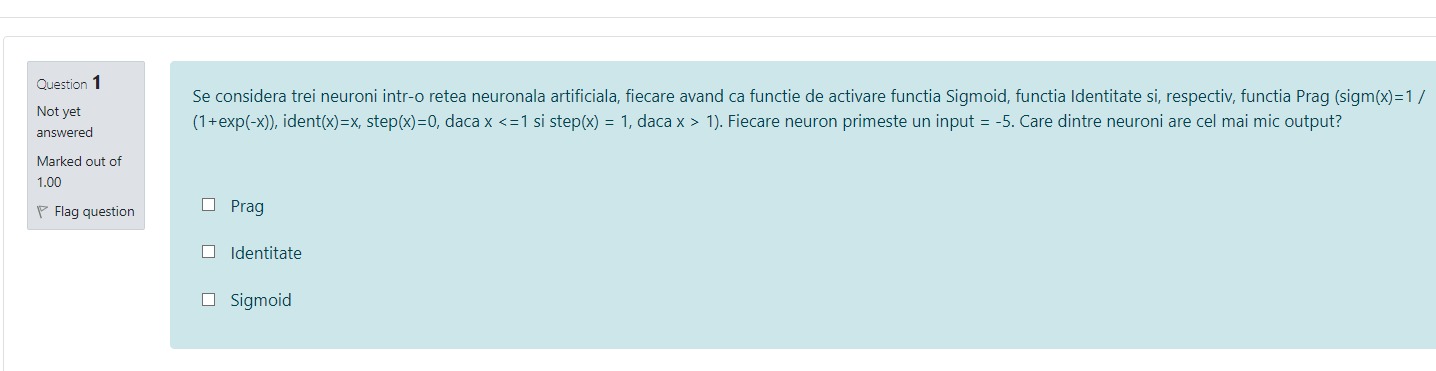 Question 1
Not yet
answered
Marked out of
1.00
Flag question
Se considera trei neuroni intr-o retea neuronala artificiala, fiecare avand ca functie de activare functia Sigmoid, functia Identitate si, respectiv, functia Prag (sigm(x)=1 /
(1+exp(-x)), ident(x)=x, step(x)=0, daca x <=1 si step(x) = 1, daca x > 1). Fiecare neuron primeste un input = -5. Care dintre neuroni are cel mai mic output?
Prag
Identitate
Sigmoid